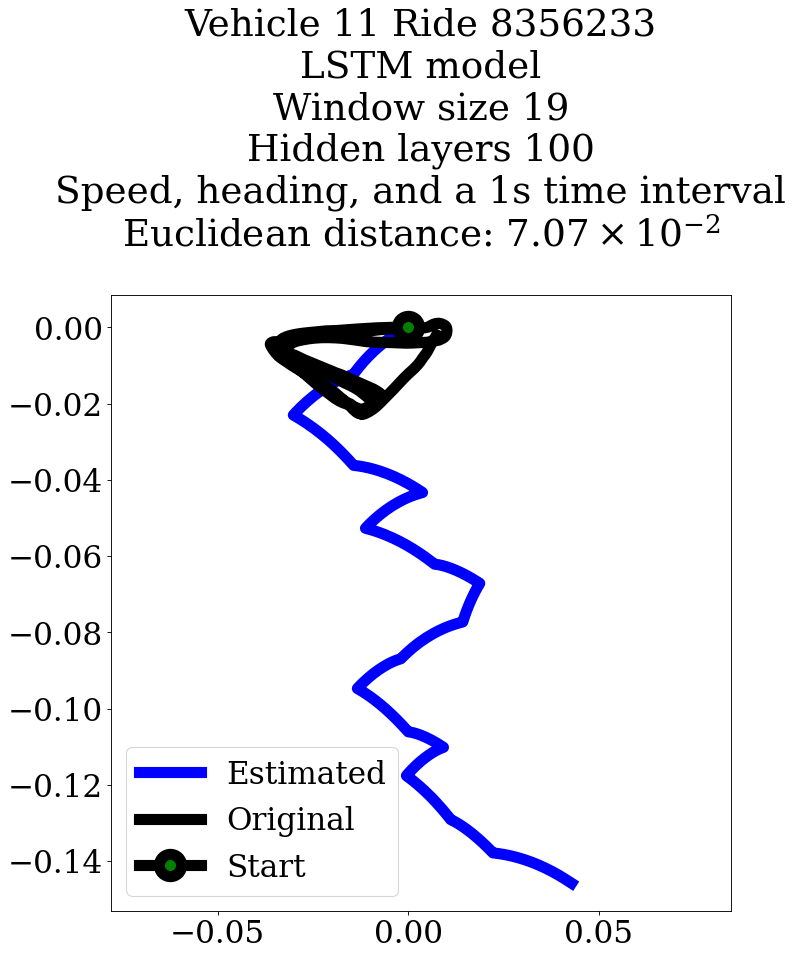 Vehicle 11 Ride 8356233
LSTM model
Window size 19
Hidden layers 100
Speed, heading, and a 1s time interval
Euclidean distance: 7.07 × 10⁻²
0.00
−0.02
−0.04
−0.06
−0.08
−0.10
−0.12
−0.14
Estimated
Original
Start
−0.05 0.00 0.05